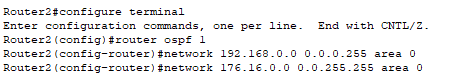 Router2#configure terminal
Enter configuration commands, one per line.  End with CNTL/Z.
Router2(config)#router ospf 1
Router2(config-router)#network 192.168.0.0 0.0.0.255 area 0
Router2(config-router)#network 176.16.0.0 0.0.255.255 area 0